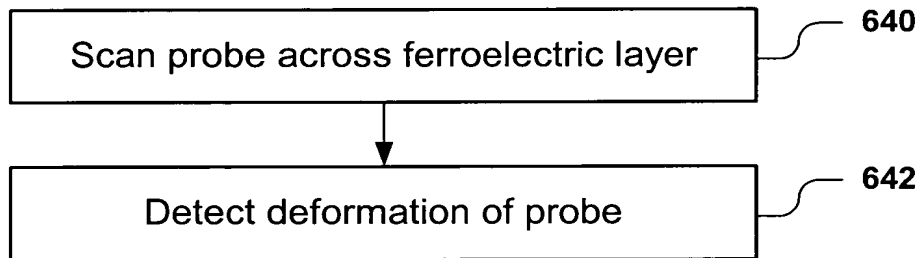 Scan probe across ferroelectric layer
640
Detect deformation of probe
642